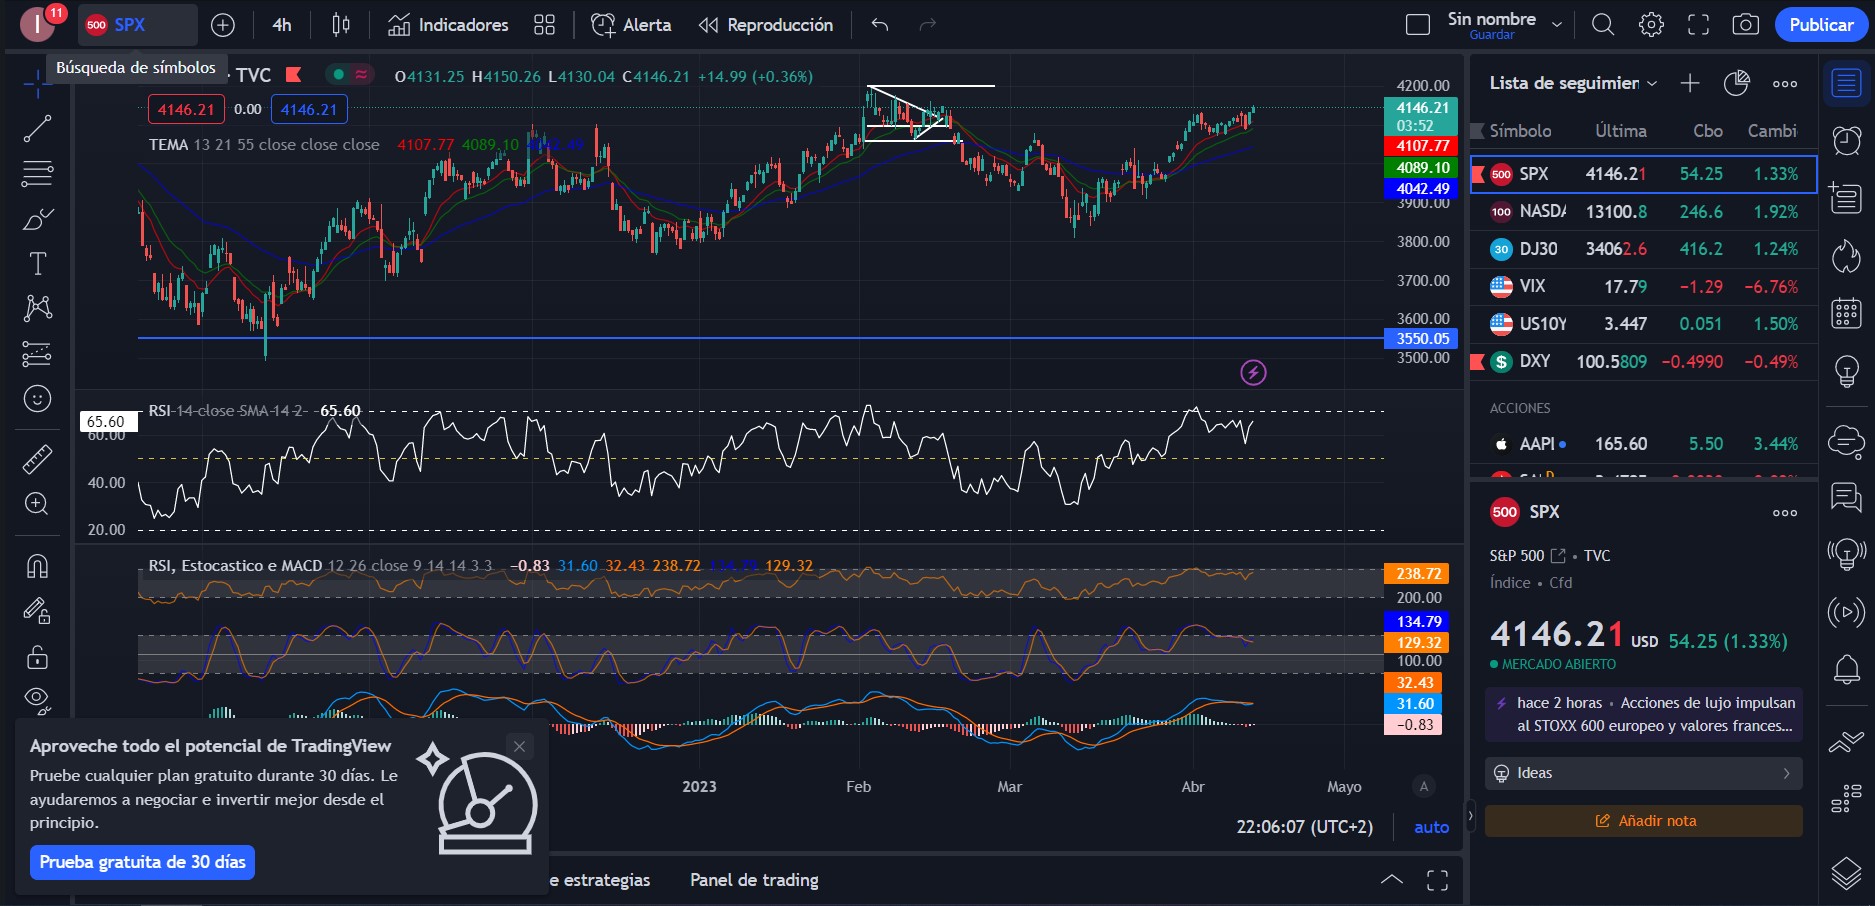 I
11
500 SPX
4h
Indicadores
Alerta
Reproducción
Sin nombre
Guardar
Publicar
Búsqueda de símbolos
· TVC
O4131.25 H4150.26 L4130.04 C4146.21 +14.99 (+0.36%)
4146.21 0.00 4146.21
TEMA 13 21 55 close close close 4107.77 4089.10 4042.49
4200.00
4146.21
03:52
4107.77
4089.10
4042.49
3900.00
3800.00
3700.00
3600.00
3550.05
3500.00
RSI 14 close SMA 14 2 65.60
65.60
60.00
40.00
20.00
RSI, Estocastico e MACD 12 26 close 9 14 14 3 3 −0.83 31.60 32.43 238.72 134.79 129.32
238.72
200.00
134.79
129.32
100.00
32.43
31.60
−0.83
2023 Feb Mar Abr Mayo A
22:06:07 (UTC+2) auto
Aproveche todo el potencial de TradingView
Pruebe cualquier plan gratuito durante 30 días. Le
ayudaremos a negociar e invertir mejor desde el
principio.
Prueba gratuita de 30 días
e estrategias Panel de trading
Lista de seguimien
Símbolo Última Cbo Cambi
500 SPX 4146.21 54.25 1.33%
100 NASDA 13100.8 246.6 1.92%
30 DJ30 34062.6 416.2 1.24%
VIX 17.79 −1.29 −6.76%
US10Y 3.447 0.051 1.50%
$ DXY 100.5809 −0.4990 −0.49%
ACCIONES
AAPL 165.60 5.50 3.44%
500 SPX
S&P 500 • TVC
Índice • Cfd
4146.21 USD 54.25 (1.33%)
MERCADO ABIERTO
hace 2 horas • Acciones de lujo impulsan
al STOXX 600 europeo y valores frances...
Ideas
Añadir nota